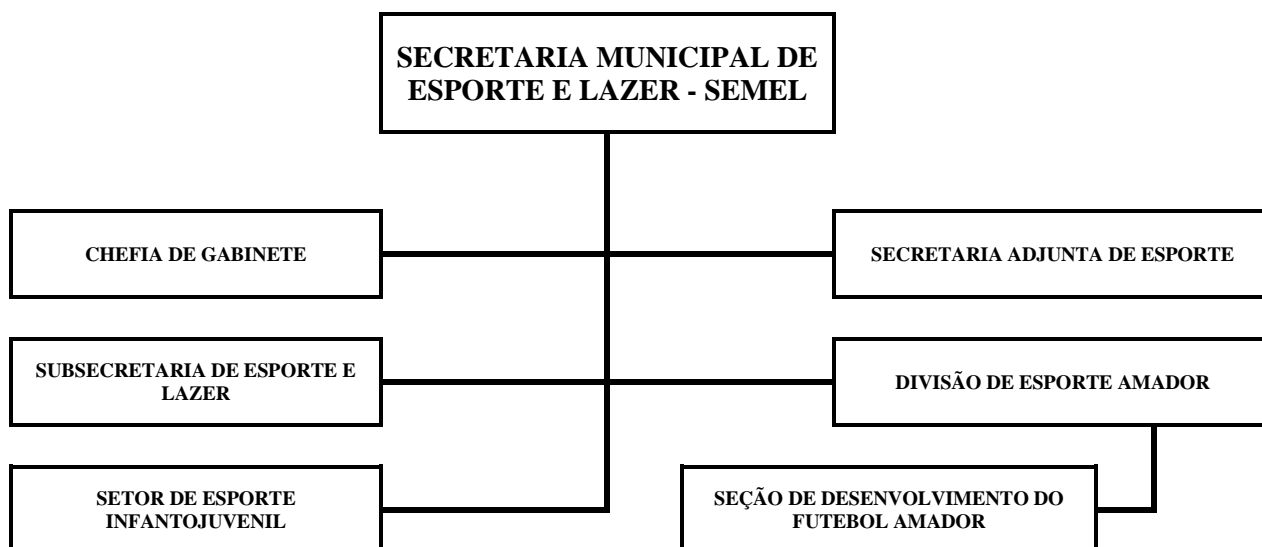 SECRETARIA MUNICIPAL DE
ESPORTE E LAZER - SEMEL
CHEFIA DE GABINETE
SECRETARIA ADJUNTA DE ESPORTE
SUBSECRETARIA DE ESPORTE E
LAZER
DIVISÃO DE ESPORTE AMADOR
SETOR DE ESPORTE
INFANTOJUVENIL
SEÇÃO DE DESENVOLVIMENTO DO
FUTEBOL AMADOR